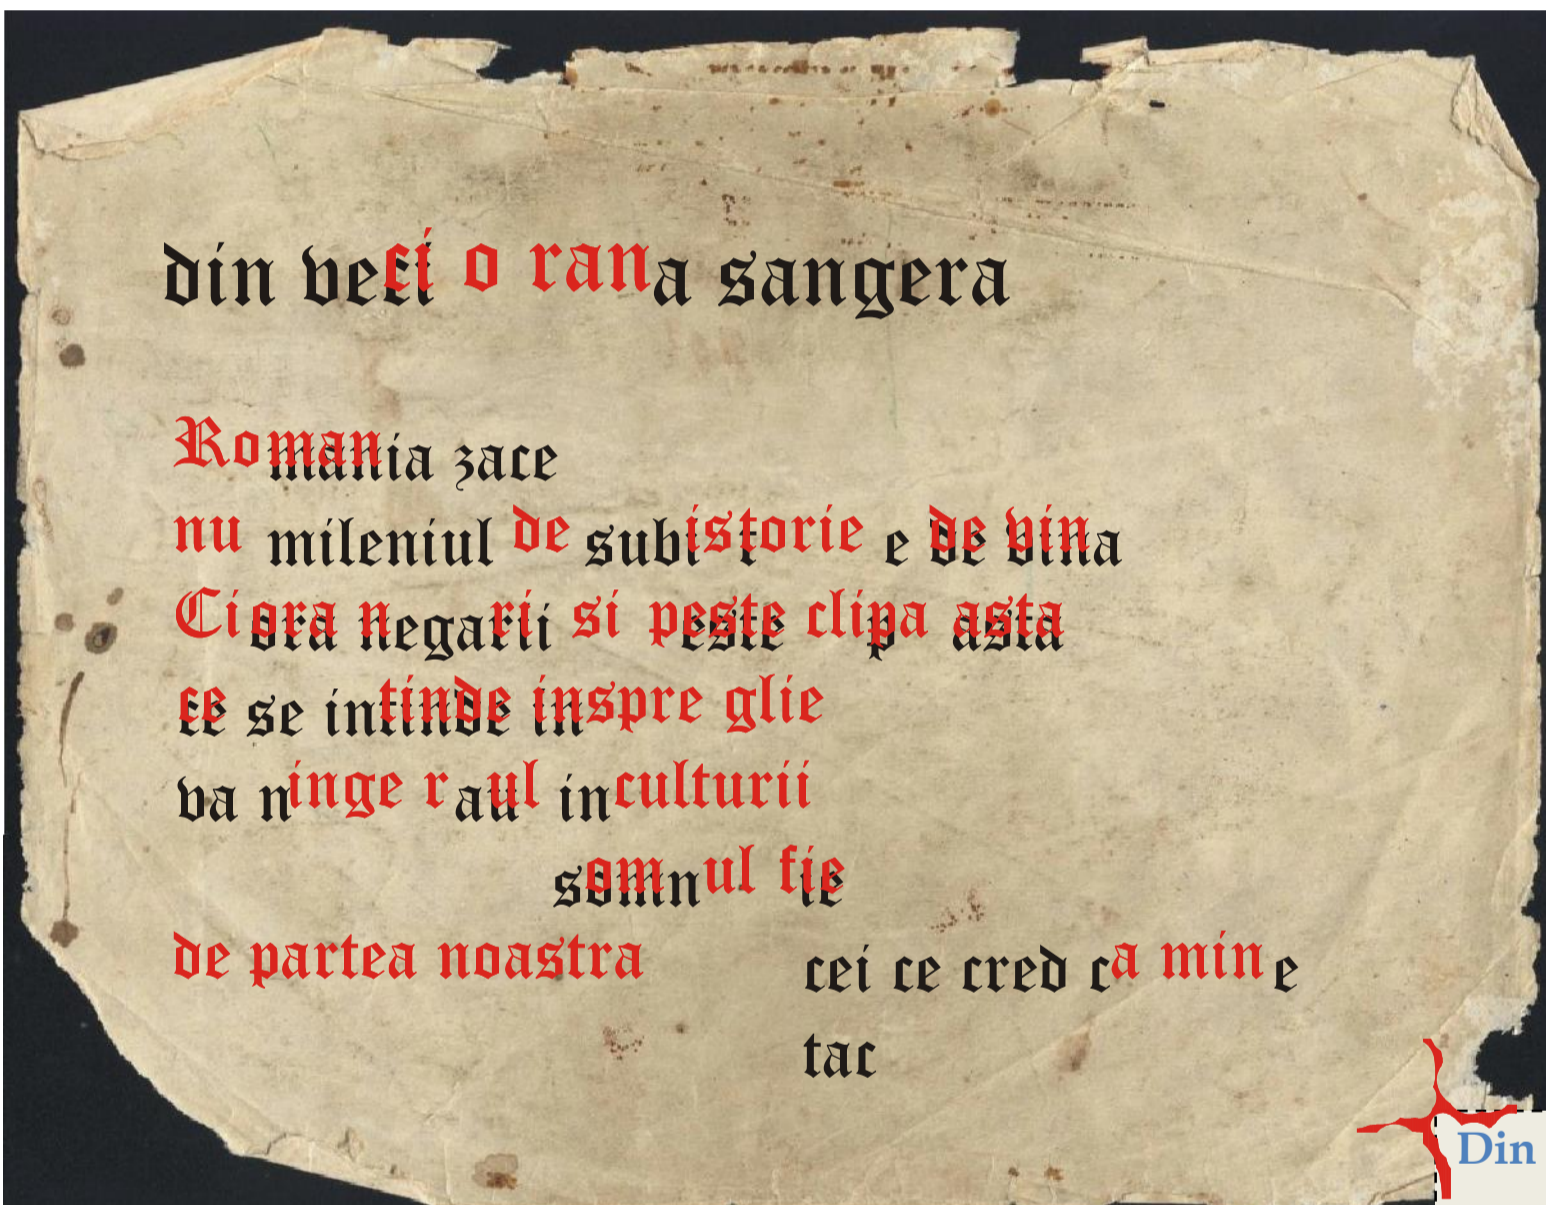 din veci o rana sangera
Romania zace
nu mileniul de subistorie e de vina
Ciora negarii si peste clipa asta
ce se intinde inspre glie
va ninge raul inculturii
somnul fie
de partea noastra cei ce cred ca mine
tac
Din